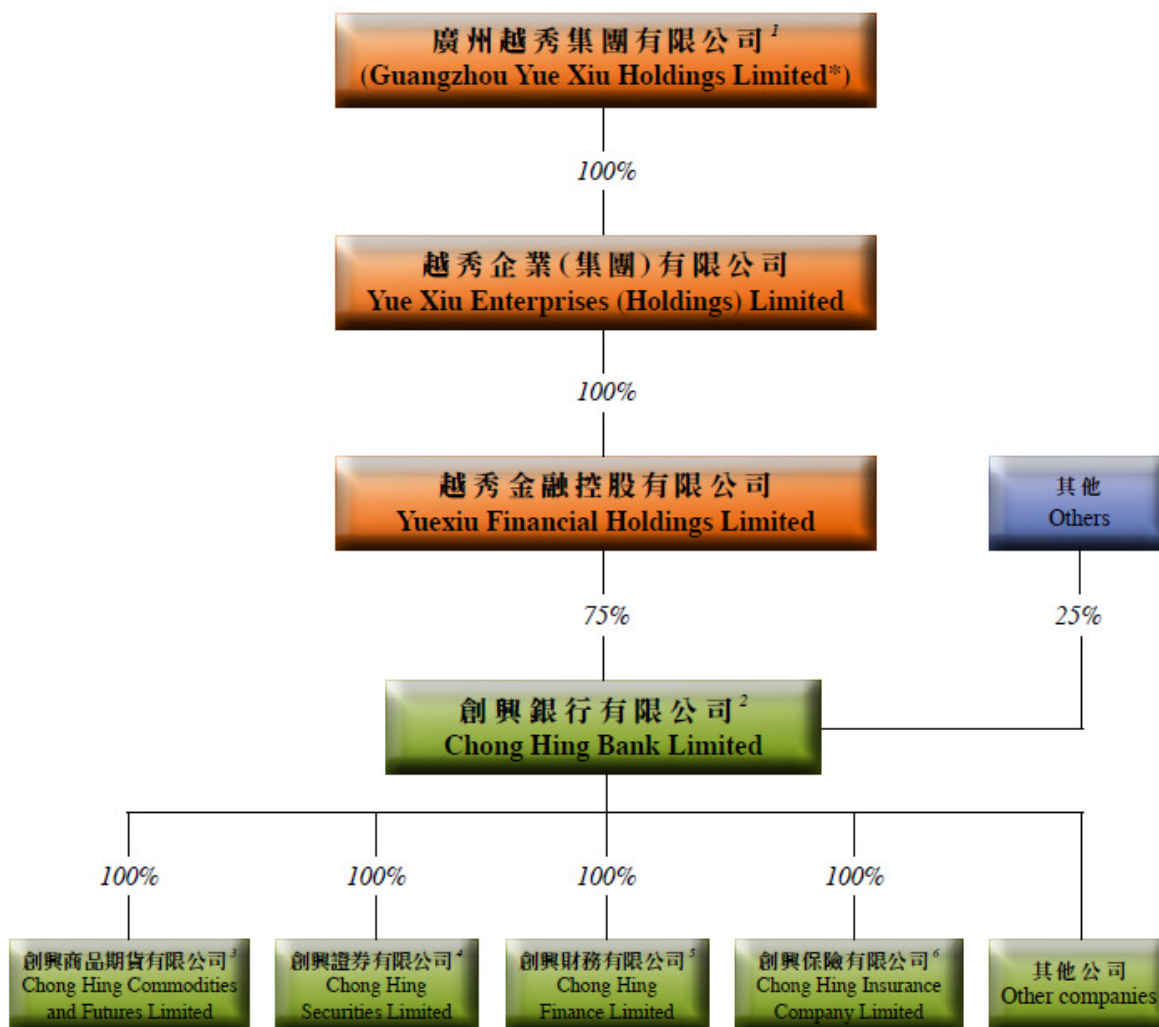 廣州越秀集團有限公司1
(Guangzhou Yue Xiu Holdings Limited*)
100%
越秀企業(集團)有限公司
Yue Xiu Enterprises (Holdings) Limited
100%
越秀金融控股有限公司
Yuexiu Financial Holdings Limited
其他
Others
75%
25%
創興銀行有限公司2
Chong Hing Bank Limited
100%
100%
100%
100%
創興商品期貨有限公司3
Chong Hing Commodities
and Futures Limited
創興證券有限公司4
Chong Hing
Securities Limited
創興財務有限公司5
Chong Hing
Finance Limited
創興保險有限公司6
Chong Hing Insurance
Company Limited
其他公司
Other companies